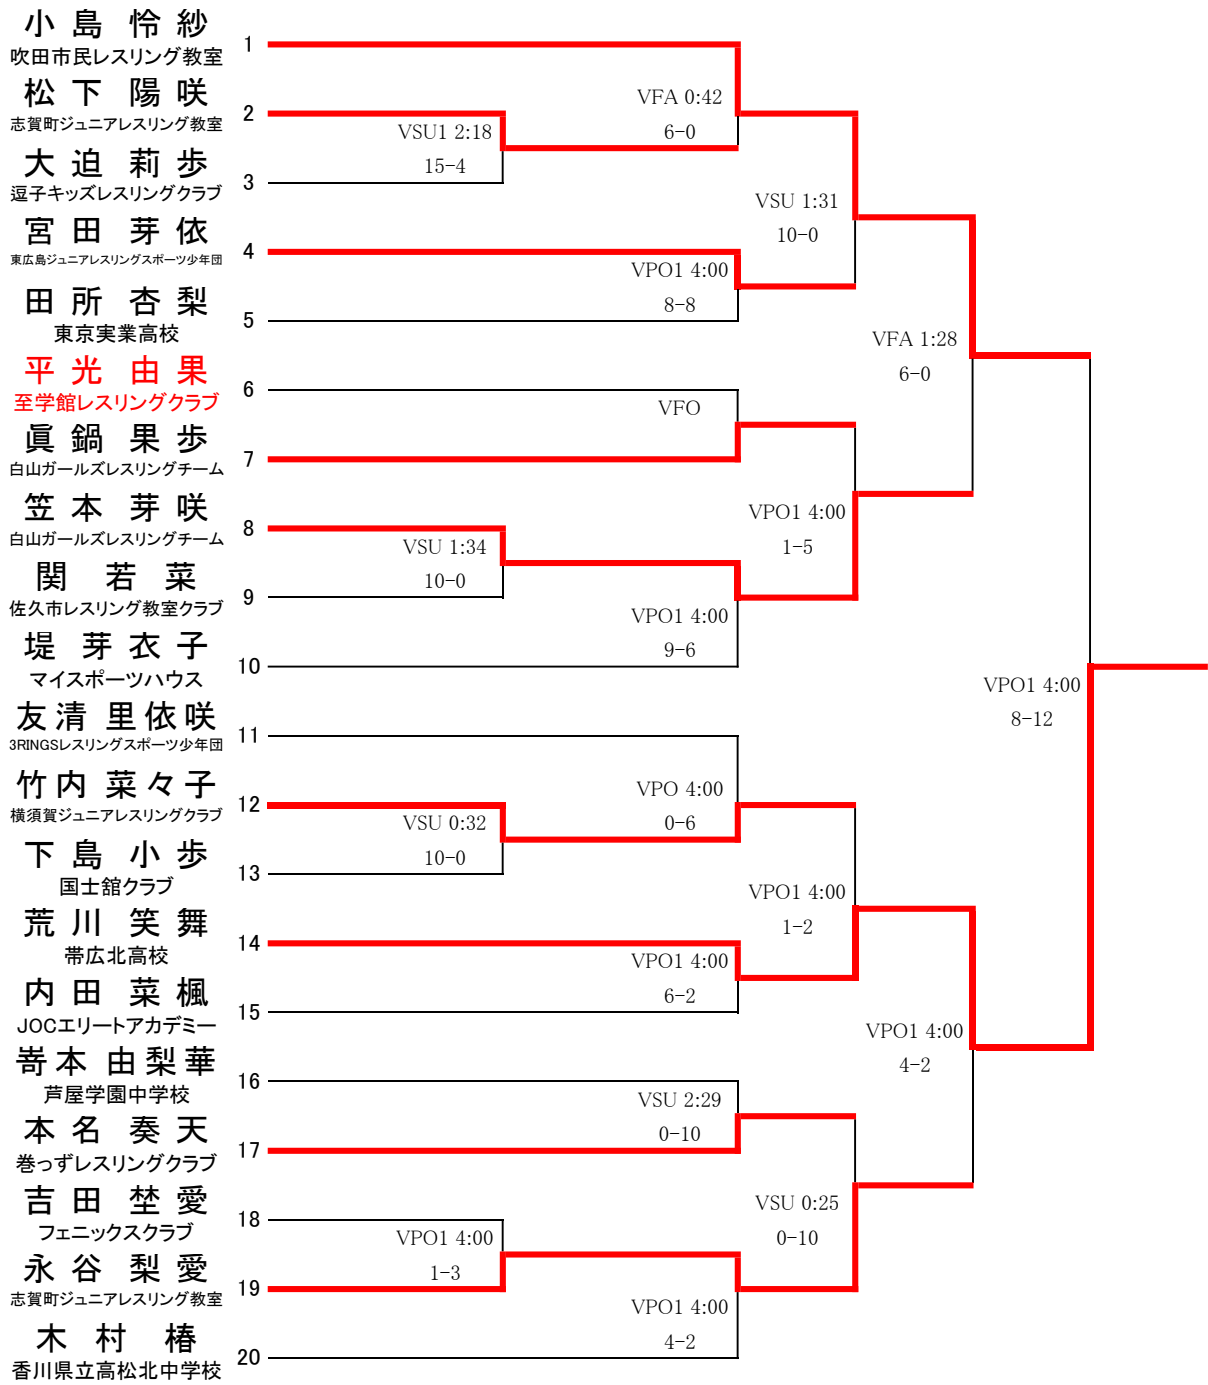 小島 怜紗
吹田市民レスリング教室
1
松下 陽咲
志賀町ジュニアレスリング教室
2
大迫 莉歩
逗子キッズレスリングクラブ
3
宮田 芽依
東広島ジュニアレスリングスポーツ少年団
4
田所 杏梨
東京実業高校
5
平光 由果
至学館レスリングクラブ
6
眞鍋 果歩
白山ガールズレスリングチーム
7
笠本 芽咲
白山ガールズレスリングチーム
8
関 若菜
佐久市レスリング教室クラブ
9
堤 芽衣子
マイスポーツハウス
10
友清 里依咲
3RINGSレスリングスポーツ少年団
11
竹内 菜々子
横須賀ジュニアレスリングクラブ
12
下島 小歩
国士舘クラブ
13
荒川 笑舞
帯広北高校
14
内田 菜楓
JOCエリートアカデミー
15
嵜本 由梨華
芦屋学園中学校
16
本名 奏天
巻っずレスリングクラブ
17
吉田 埜愛
フェニックスクラブ
18
永谷 梨愛
志賀町ジュニアレスリング教室
19
木村 椿
香川県立高松北中学校
20
VSU1 2:18
15-4
VSU 1:34
10-0
VSU 0:32
10-0
VPO1 4:00
1-3
VFA 0:42
6-0
VPO1 4:00
8-8
VFO
VPO1 4:00
9-6
VPO 4:00
0-6
VPO1 4:00
6-2
VSU 2:29
0-10
VPO1 4:00
4-2
VSU 1:31
10-0
VPO1 4:00
1-5
VPO1 4:00
1-2
VSU 0:25
0-10
VFA 1:28
6-0
VPO1 4:00
4-2
VPO1 4:00
8-12